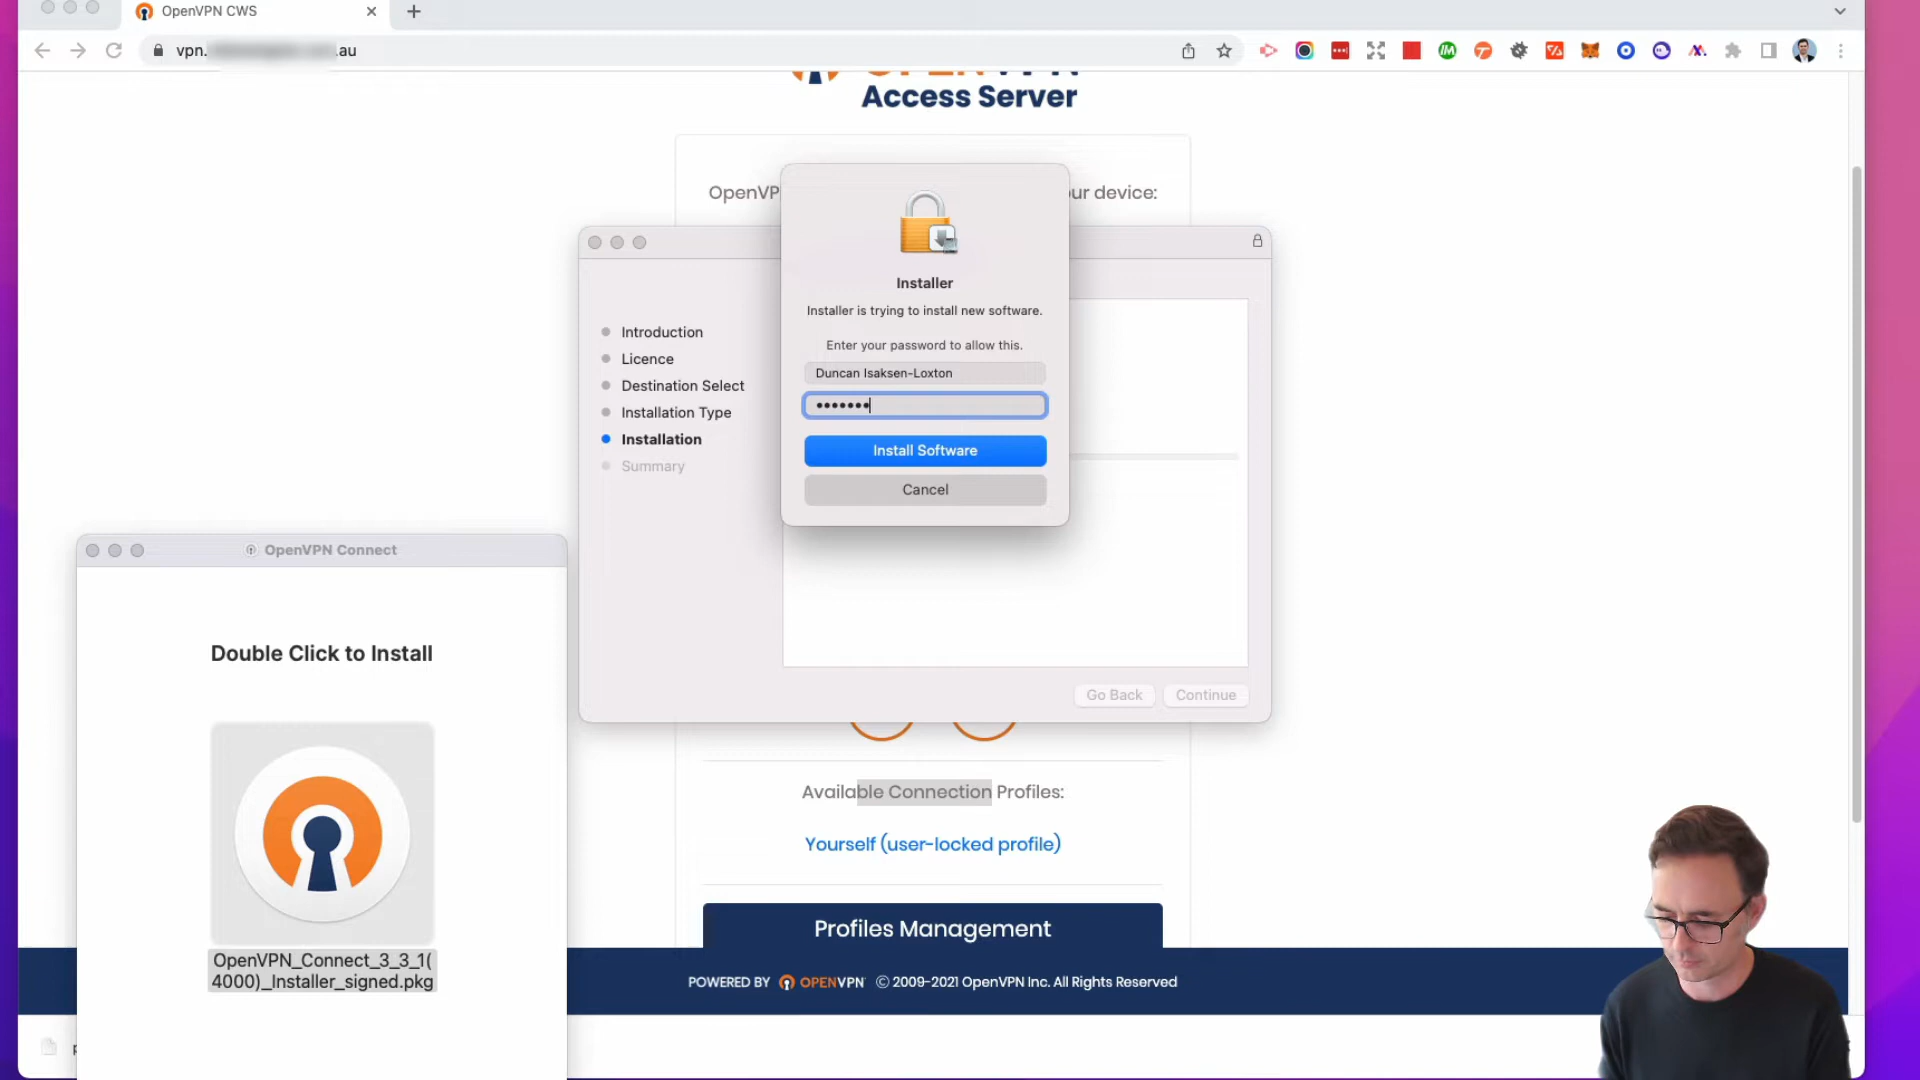 OpenVPN CWS
vpn.
.au
Access Server
OpenVP
ur device:
Installer
Installer is trying to install new software.
Enter your password to allow this.
Duncan Isaksen-Loxton
•••••••
Install Software
Cancel
Introduction
Licence
Destination Select
Installation Type
Installation
Summary
Go Back
Continue
OpenVPN Connect
Double Click to Install
OpenVPN_Connect_3_3_1(
4000)_Installer_signed.pkg
Available Connection Profiles:
Yourself (user-locked profile)
Profiles Management
POWERED BY OPENVPN © 2009-2021 OpenVPN Inc. All Rights Reserved